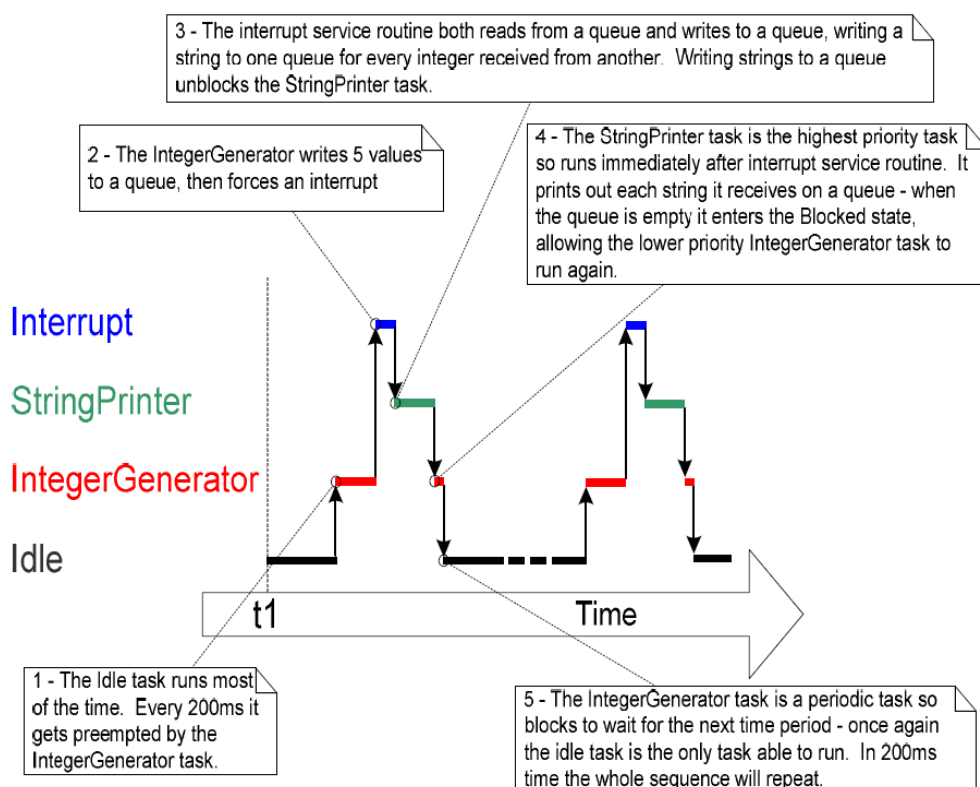 3 - The interrupt service routine both reads from a queue and writes to a queue, writing a
string to one queue for every integer received from another.  Writing strings to a queue
unblocks the StringPrinter task.
2 - The IntegerGenerator writes 5 values
to a queue, then forces an interrupt
4 - The StringPrinter task is the highest priority task
so runs immediately after interrupt service routine.  It
prints out each string it receives on a queue - when
the queue is empty it enters the Blocked state,
allowing the lower priority IntegerGenerator task to
run again.
Interrupt
StringPrinter
IntegerGenerator
Idle
t1
Time
1 - The Idle task runs most
of the time.  Every 200ms it
gets preempted by the
IntegerGenerator task.
5 - The IntegerGenerator task is a periodic task so
blocks to wait for the next time period - once again
the idle task is the only task able to run.  In 200ms
time the whole sequence will repeat.